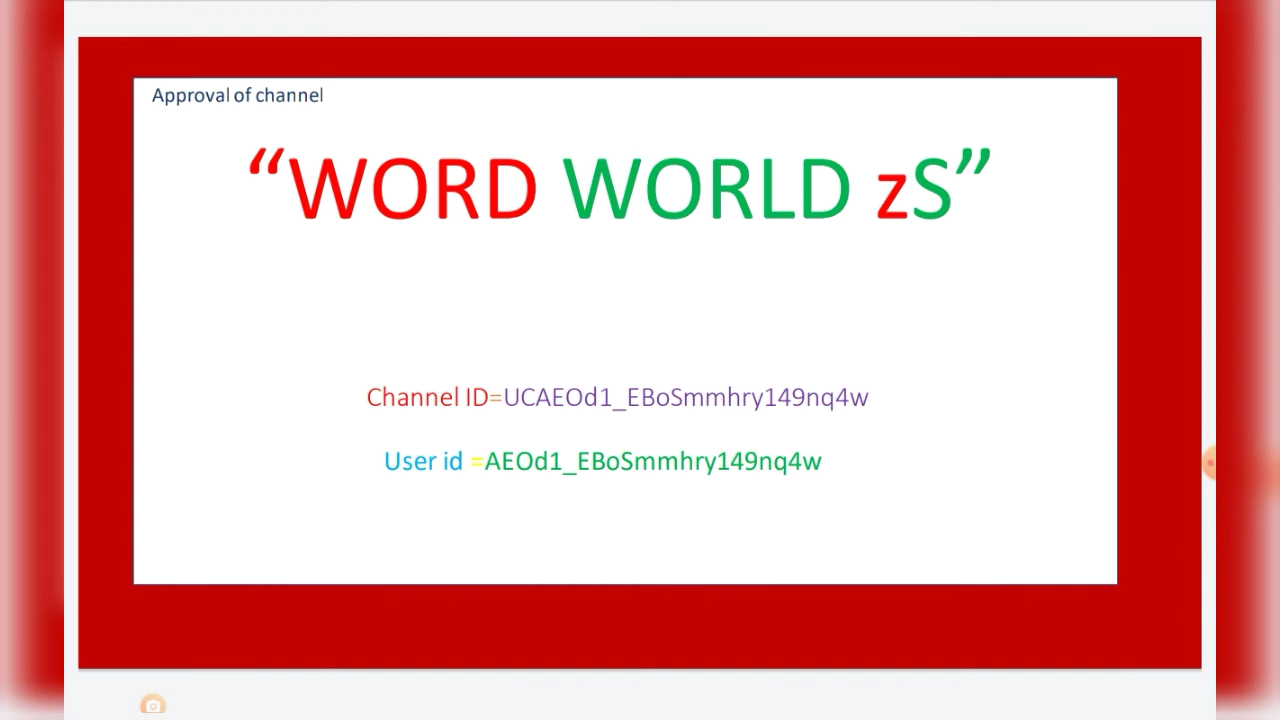 Approval of channel
“WORD WORLD zS”
Channel ID=UCAEOd1_EBoSmmhry149nq4w
User id =AEOd1_EBoSmmhry149nq4w